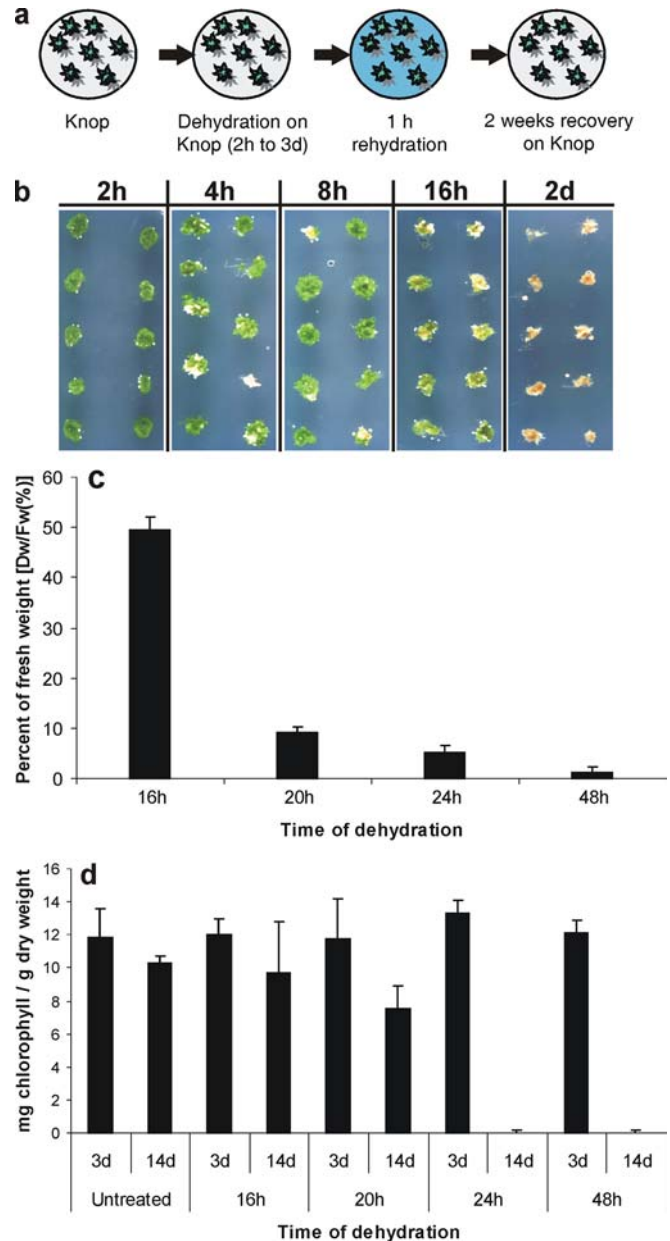 a
Knop
Dehydration on
Knop (2h to 3d)
1 h
rehydration
2 weeks recovery
on Knop
b
2h 4h 8h 16h 2d
c
Percent of fresh weight [Dw/Fw(%)]
60
50
40
30
20
10
0
16h 20h 24h 48h
Time of dehydration
d
mg chlorophyll / g dry weight
16
14
12
10
8
6
4
2
0
3d 14d 3d 14d 3d 14d 3d 14d 3d 14d
Untreated 16h 20h 24h 48h
Time of dehydration